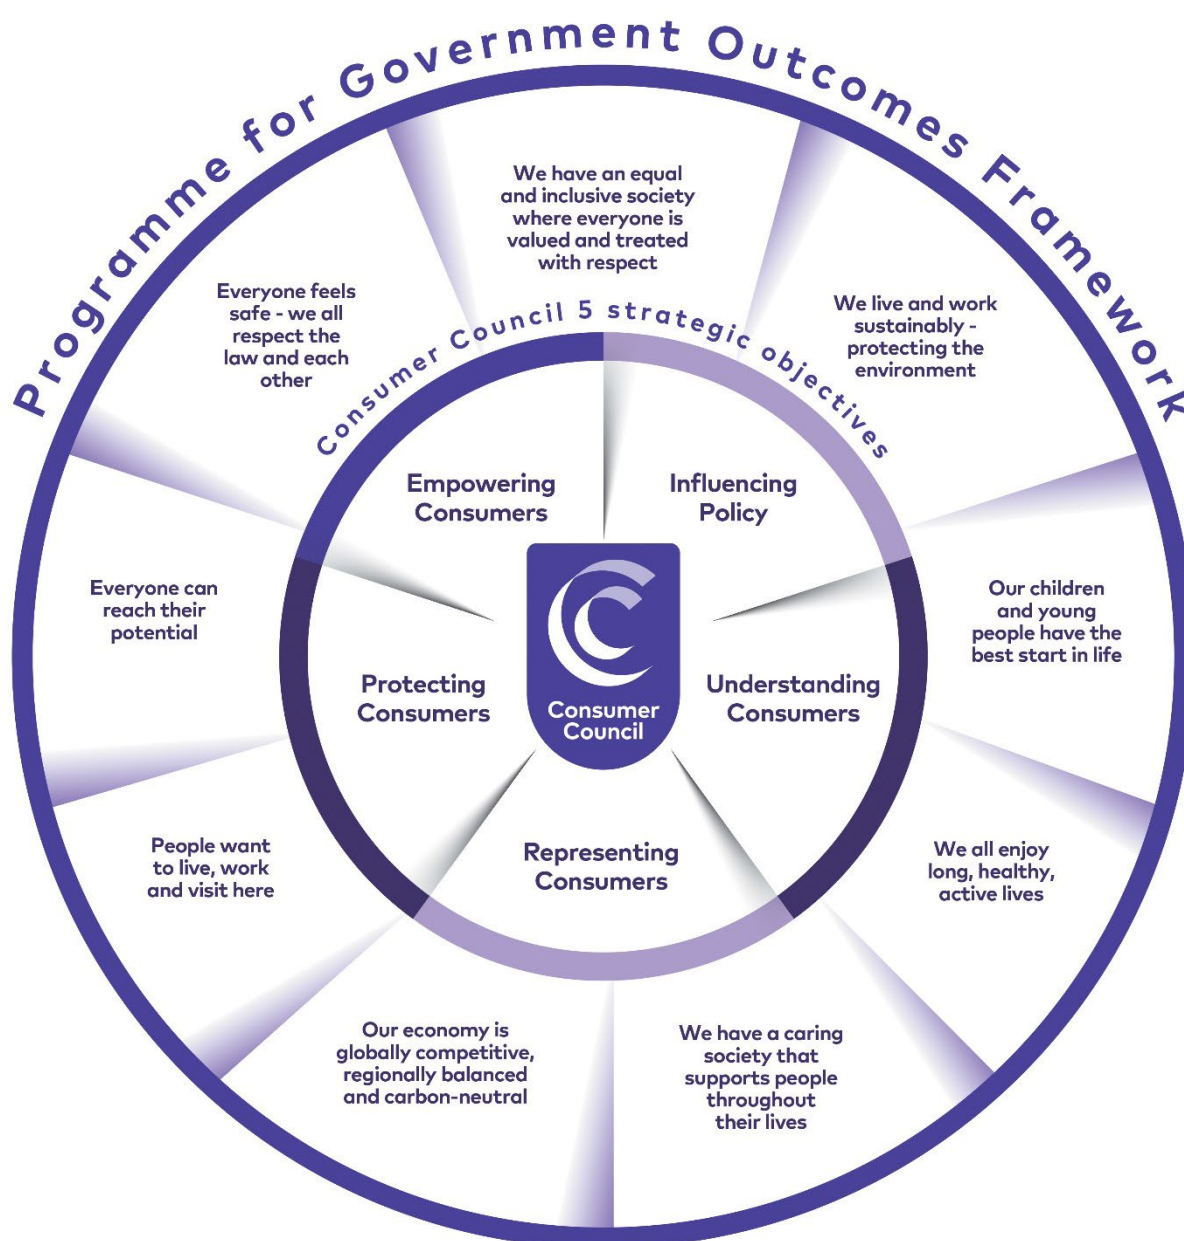 Programme for Government Outcomes Framework
We have an equal
and inclusive society
where everyone is
valued and treated
with respect
We live and work
sustainably -
protecting the
environment
Our children
and young
people have the
best start in life
We all enjoy
long, healthy,
active lives
We have a caring
society that
supports people
throughout
their lives
Our economy is
globally competitive,
regionally balanced
and carbon-neutral
People want
to live, work
and visit here
Everyone can
reach their
potential
Everyone feels
safe - we all
respect the
law and each
other
Consumer Council 5 strategic objectives
Influencing
Policy
Understanding
Consumers
Representing
Consumers
Protecting
Consumers
Empowering
Consumers
Consumer
Council